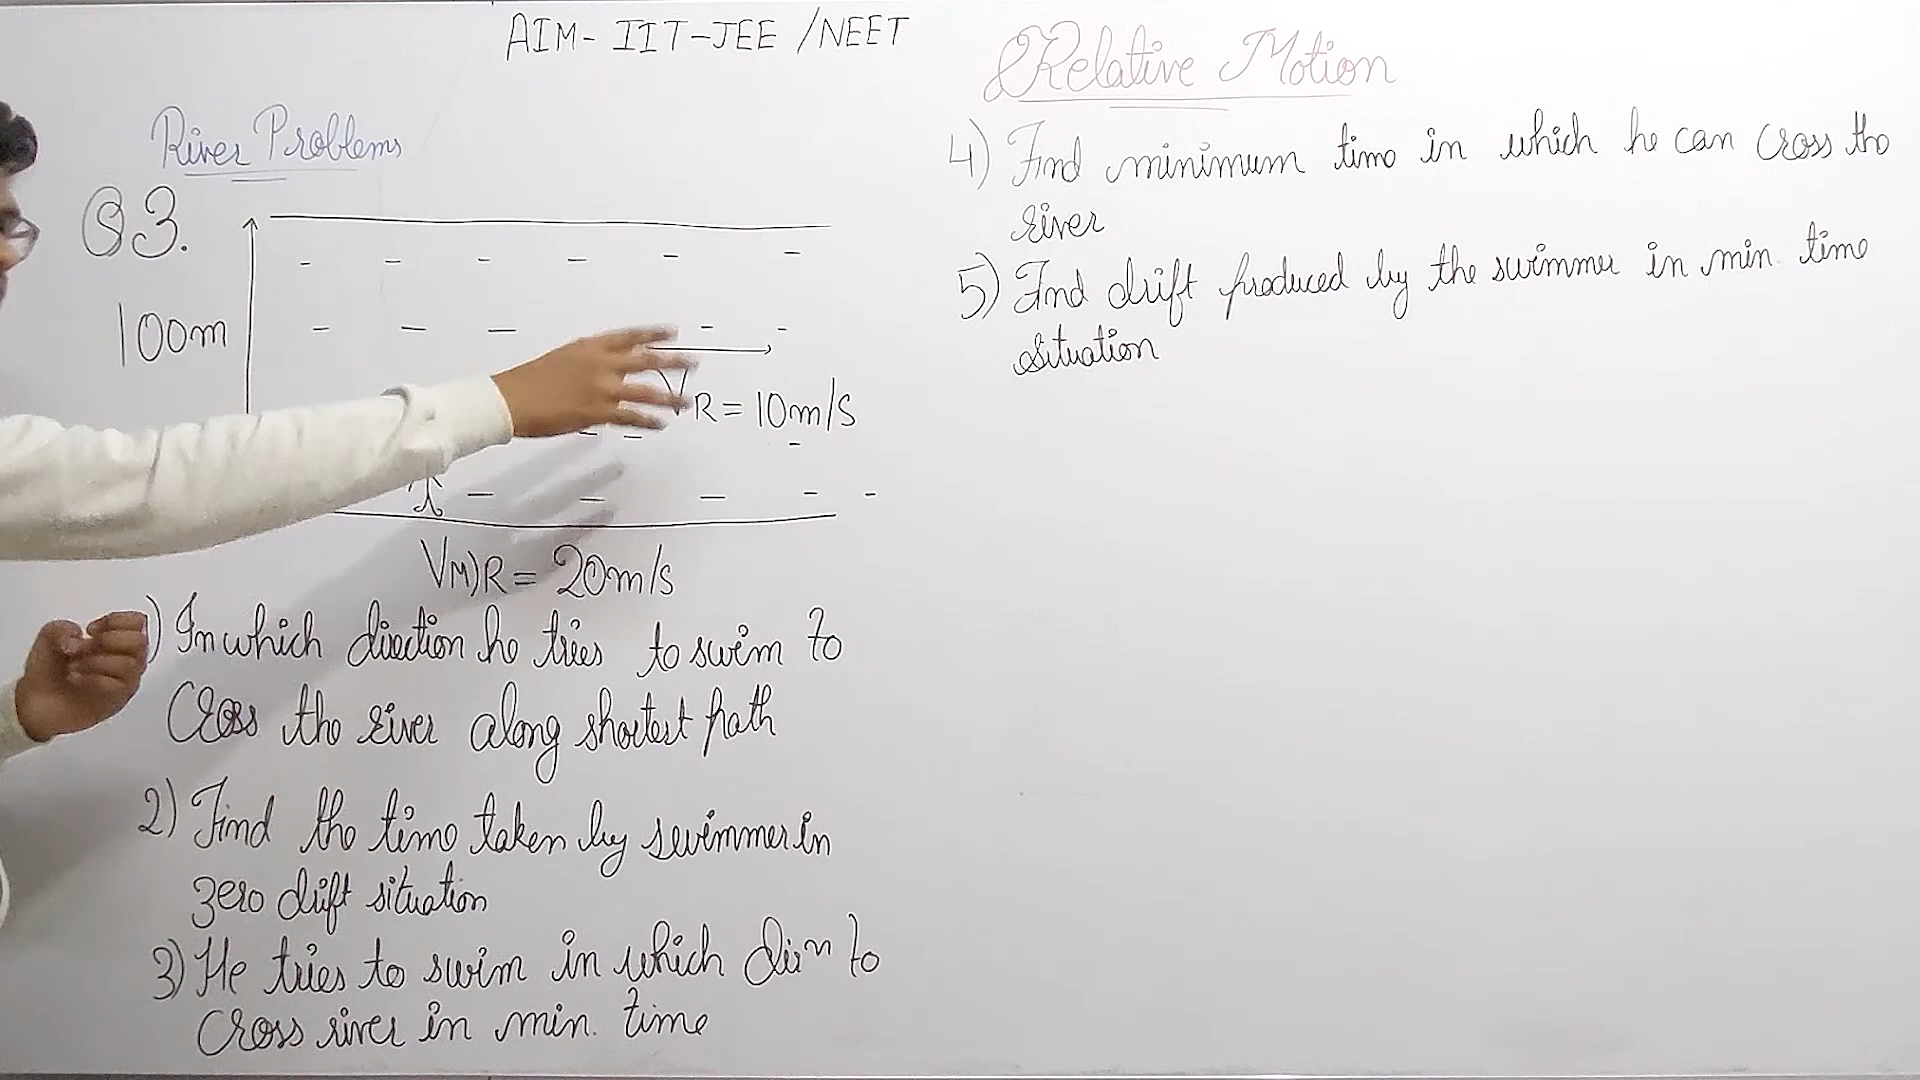 AIM- IIT-JEE /NEET
Relative Motion
River Problems
Q3.
100m
VR = 10m/s
VM)R = 20m/s
) In which direction he tries to swim to
cross the river along shortest path
2) Find the time taken by swimmer in
zero drift situation
3) He tries to swim in which dirn to
cross river in min. time
4) Find minimum time in which he can cross the
river
5) Find drift produced by the swimmer in min. time
situation